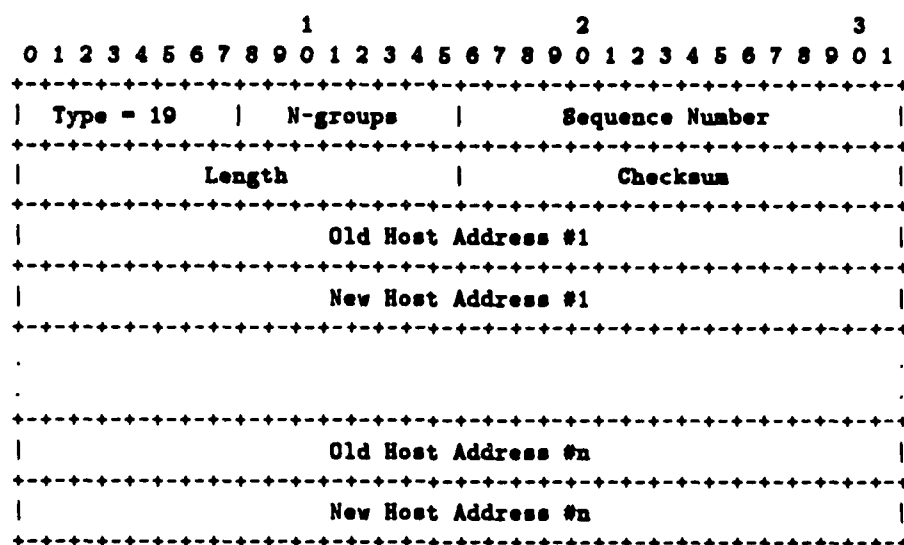 1                   2                   3
 0 1 2 3 4 5 6 7 8 9 0 1 2 3 4 5 6 7 8 9 0 1 2 3 4 5 6 7 8 9 0 1
+-+-+-+-+-+-+-+-+-+-+-+-+-+-+-+-+-+-+-+-+-+-+-+-+-+-+-+-+-+-+-+-+
|  Type = 19    |   N-groups    |       Sequence Number         |
+-+-+-+-+-+-+-+-+-+-+-+-+-+-+-+-+-+-+-+-+-+-+-+-+-+-+-+-+-+-+-+-+
|            Length             |           Checksum            |
+-+-+-+-+-+-+-+-+-+-+-+-+-+-+-+-+-+-+-+-+-+-+-+-+-+-+-+-+-+-+-+-+
|                     Old Host Address #1                       |
+-+-+-+-+-+-+-+-+-+-+-+-+-+-+-+-+-+-+-+-+-+-+-+-+-+-+-+-+-+-+-+-+
|                     New Host Address #1                       |
+-+-+-+-+-+-+-+-+-+-+-+-+-+-+-+-+-+-+-+-+-+-+-+-+-+-+-+-+-+-+-+-+
.                                                               .
.                                                               .
+-+-+-+-+-+-+-+-+-+-+-+-+-+-+-+-+-+-+-+-+-+-+-+-+-+-+-+-+-+-+-+-+
|                     Old Host Address #n                       |
+-+-+-+-+-+-+-+-+-+-+-+-+-+-+-+-+-+-+-+-+-+-+-+-+-+-+-+-+-+-+-+-+
|                     New Host Address #n                       |
+-+-+-+-+-+-+-+-+-+-+-+-+-+-+-+-+-+-+-+-+-+-+-+-+-+-+-+-+-+-+-+-+